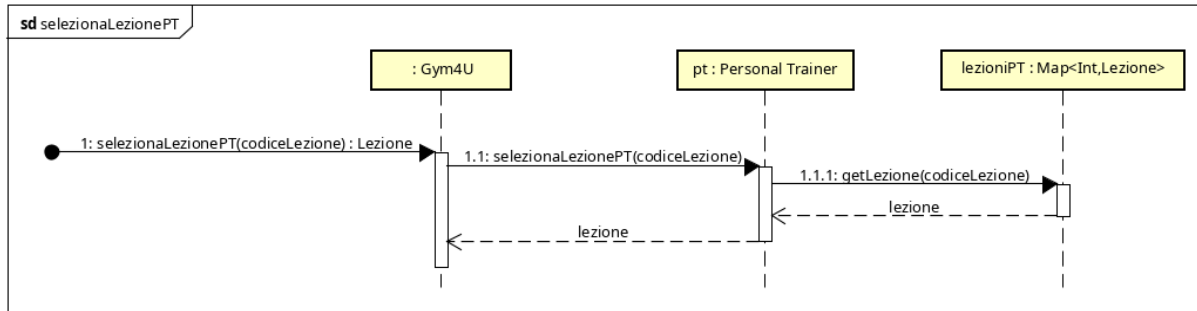 sd selezionaLezionePT
: Gym4U
pt : Personal Trainer
lezioniPT : Map<Int,Lezione>
1: selezionaLezionePT(codiceLezione) : Lezione
1.1: selezionaLezionePT(codiceLezione)
1.1.1: getLezione(codiceLezione)
lezione
lezione